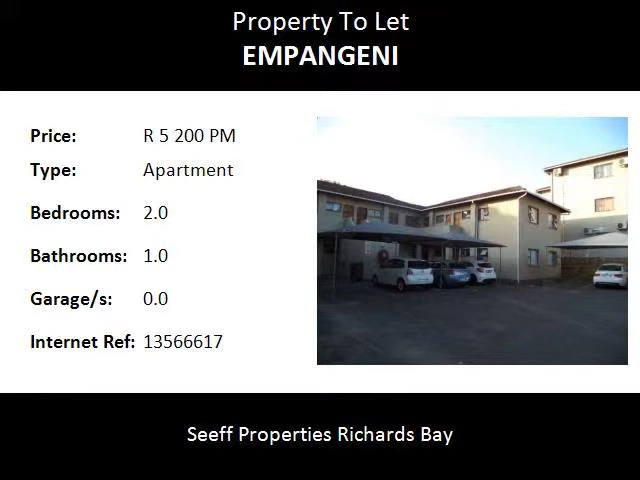 Property To Let
EMPANGENI
Price: R 5 200 PM
Type: Apartment
Bedrooms: 2.0
Bathrooms: 1.0
Garage/s: 0.0
Internet Ref: 13566617
Seeff Properties Richards Bay